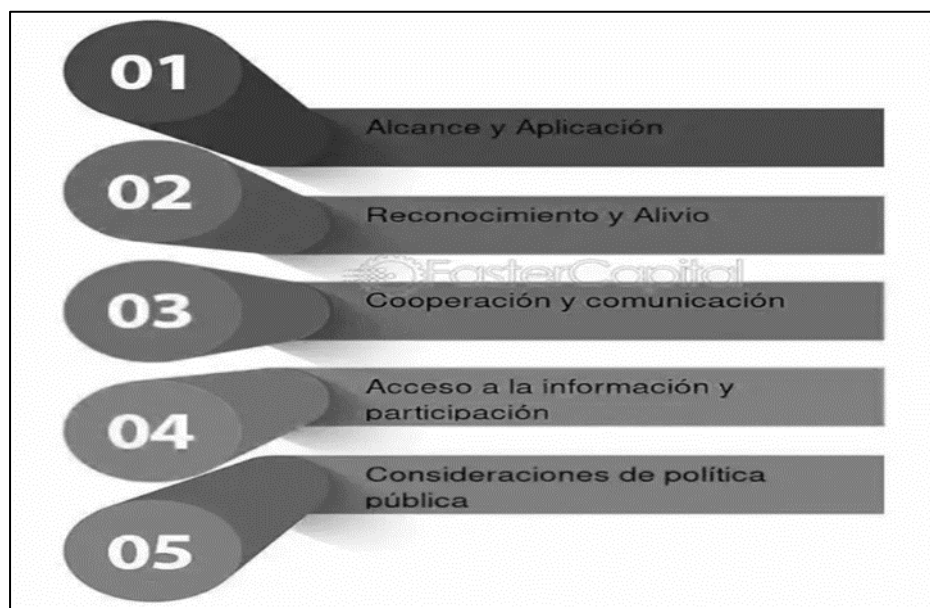 01
Alcance y Aplicación
02
Reconocimiento y Alivio
FasterCapital
03
Cooperación y comunicación
04
Acceso a la información y
participación
05
Consideraciones de política
pública